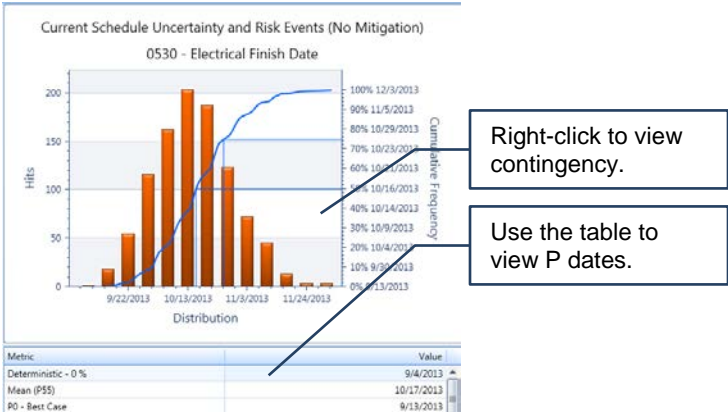 Current Schedule Uncertainty and Risk Events (No Mitigation)
0530 - Electrical Finish Date
Hits
200
150
100
50
0
9/22/2013
10/13/2013
11/3/2013
11/24/2013
Distribution
100% 12/3/2013
90% 11/5/2013
80% 10/29/2013
70% 10/23/2013
60% 10/21/2013
50% 10/16/2013
40% 10/14/2013
30% 10/9/2013
20% 10/4/2013
10% 9/30/2013
0% 9/13/2013
Cumulative Frequency
Right-click to view
contingency.
Use the table to
view P dates.
Metric Value
Deterministic - 0 % 9/4/2013
Mean (P55) 10/17/2013
P0 - Best Case 9/13/2013